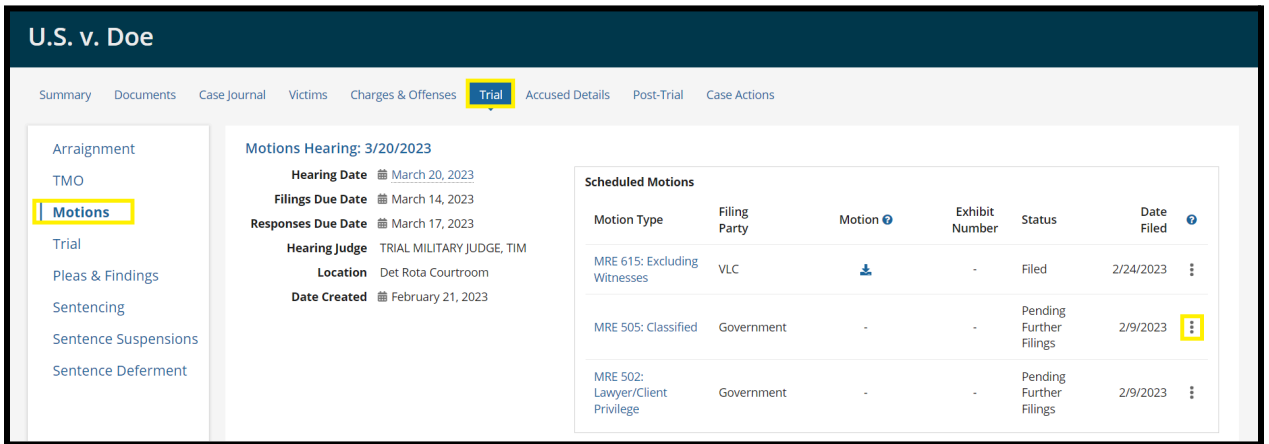 U.S. v. Doe
Summary Documents Case Journal Victims Charges & Offenses Trial Accused Details Post-Trial Case Actions
Arraignment
TMO
Motions
Trial
Pleas & Findings
Sentencing
Sentence Suspensions
Sentence Deferment
Motions Hearing: 3/20/2023
Hearing Date March 20, 2023
Filings Due Date March 14, 2023
Responses Due Date March 17, 2023
Hearing Judge TRIAL MILITARY JUDGE, TIM
Location Det Rota Courtroom
Date Created February 21, 2023
Scheduled Motions
Motion Type Filing Party Motion ? Exhibit Number Status Date Filed ?
MRE 615: Excluding Witnesses VLC - Filed 2/24/2023
MRE 505: Classified Government - - Pending Further Filings 2/9/2023
MRE 502: Lawyer/Client Privilege Government - - Pending Further Filings 2/9/2023